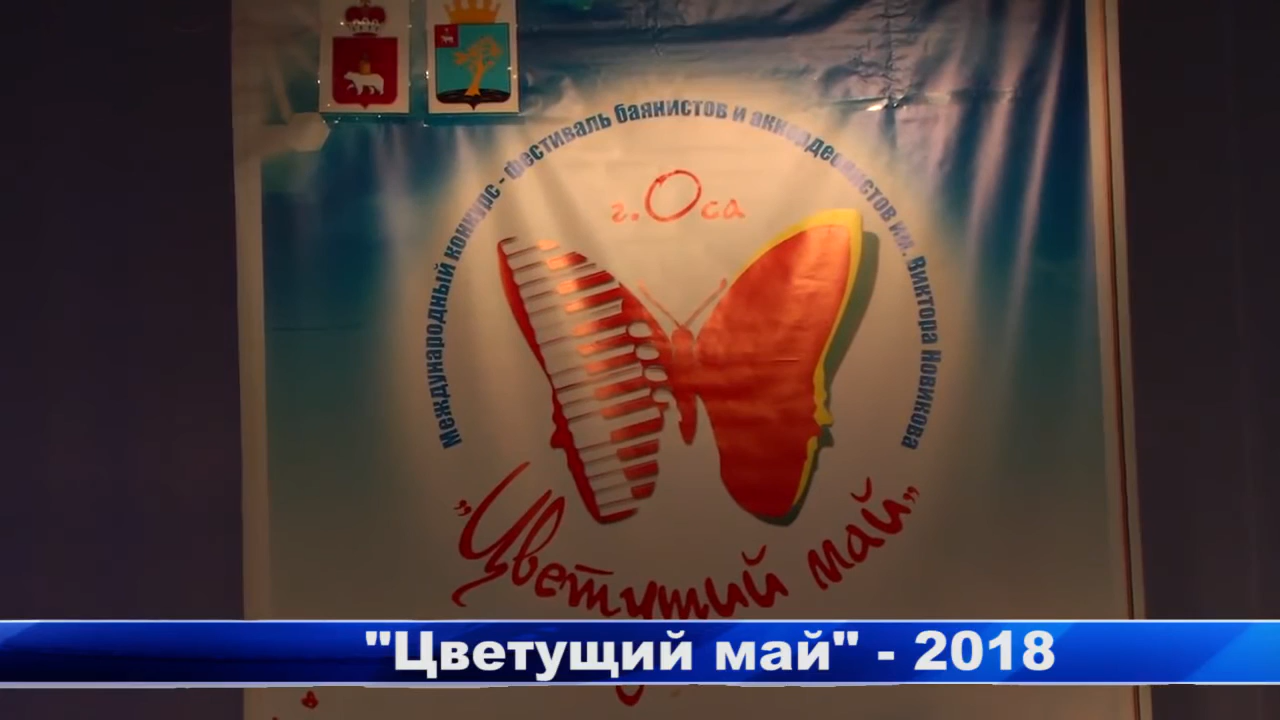 Международный конкурс - фестиваль баянистов и аккордеонистов им. Виктора Новикова
г.Оса
"Цветущий май"
"Цветущий май" - 2018